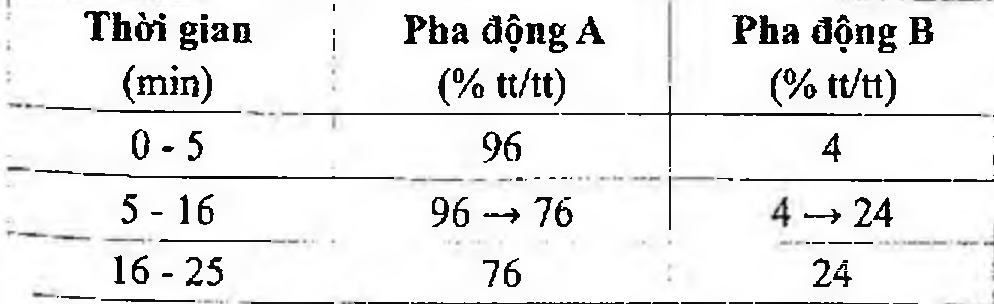 Thời gian Pha động A Pha động B
(min) (% tt/tt) (% tt/tt)
0 - 5 96 4
5 - 16 96 → 76 4 → 24
16 - 25 76 24